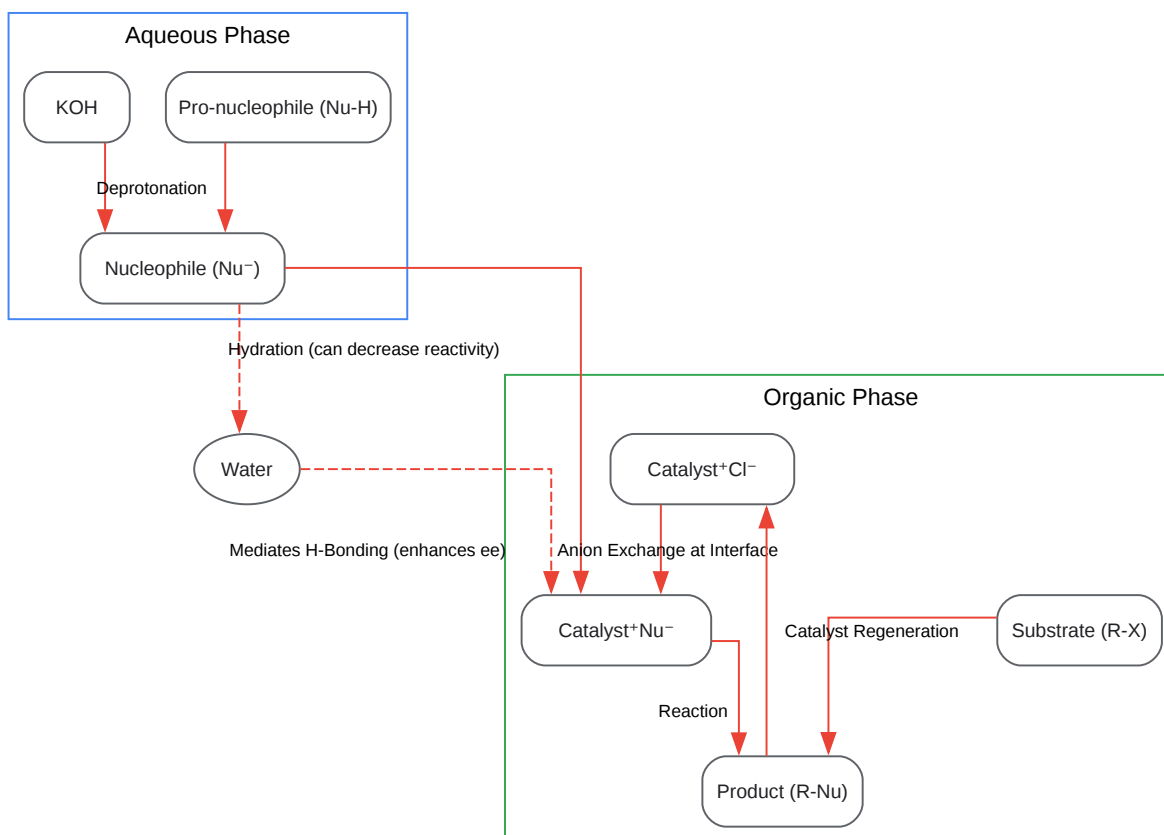 Aqueous Phase
KOH
Pro-nucleophile (Nu-H)
Deprotonation
Nucleophile (Nu⁻)
Hydration (can decrease reactivity)
Organic Phase
Water
Catalyst⁺Cl⁻
Mediates H-Bonding (enhances ee)
Anion Exchange at Interface
Catalyst⁺Nu⁻
Catalyst Regeneration
Substrate (R-X)
Reaction
Product (R-Nu)